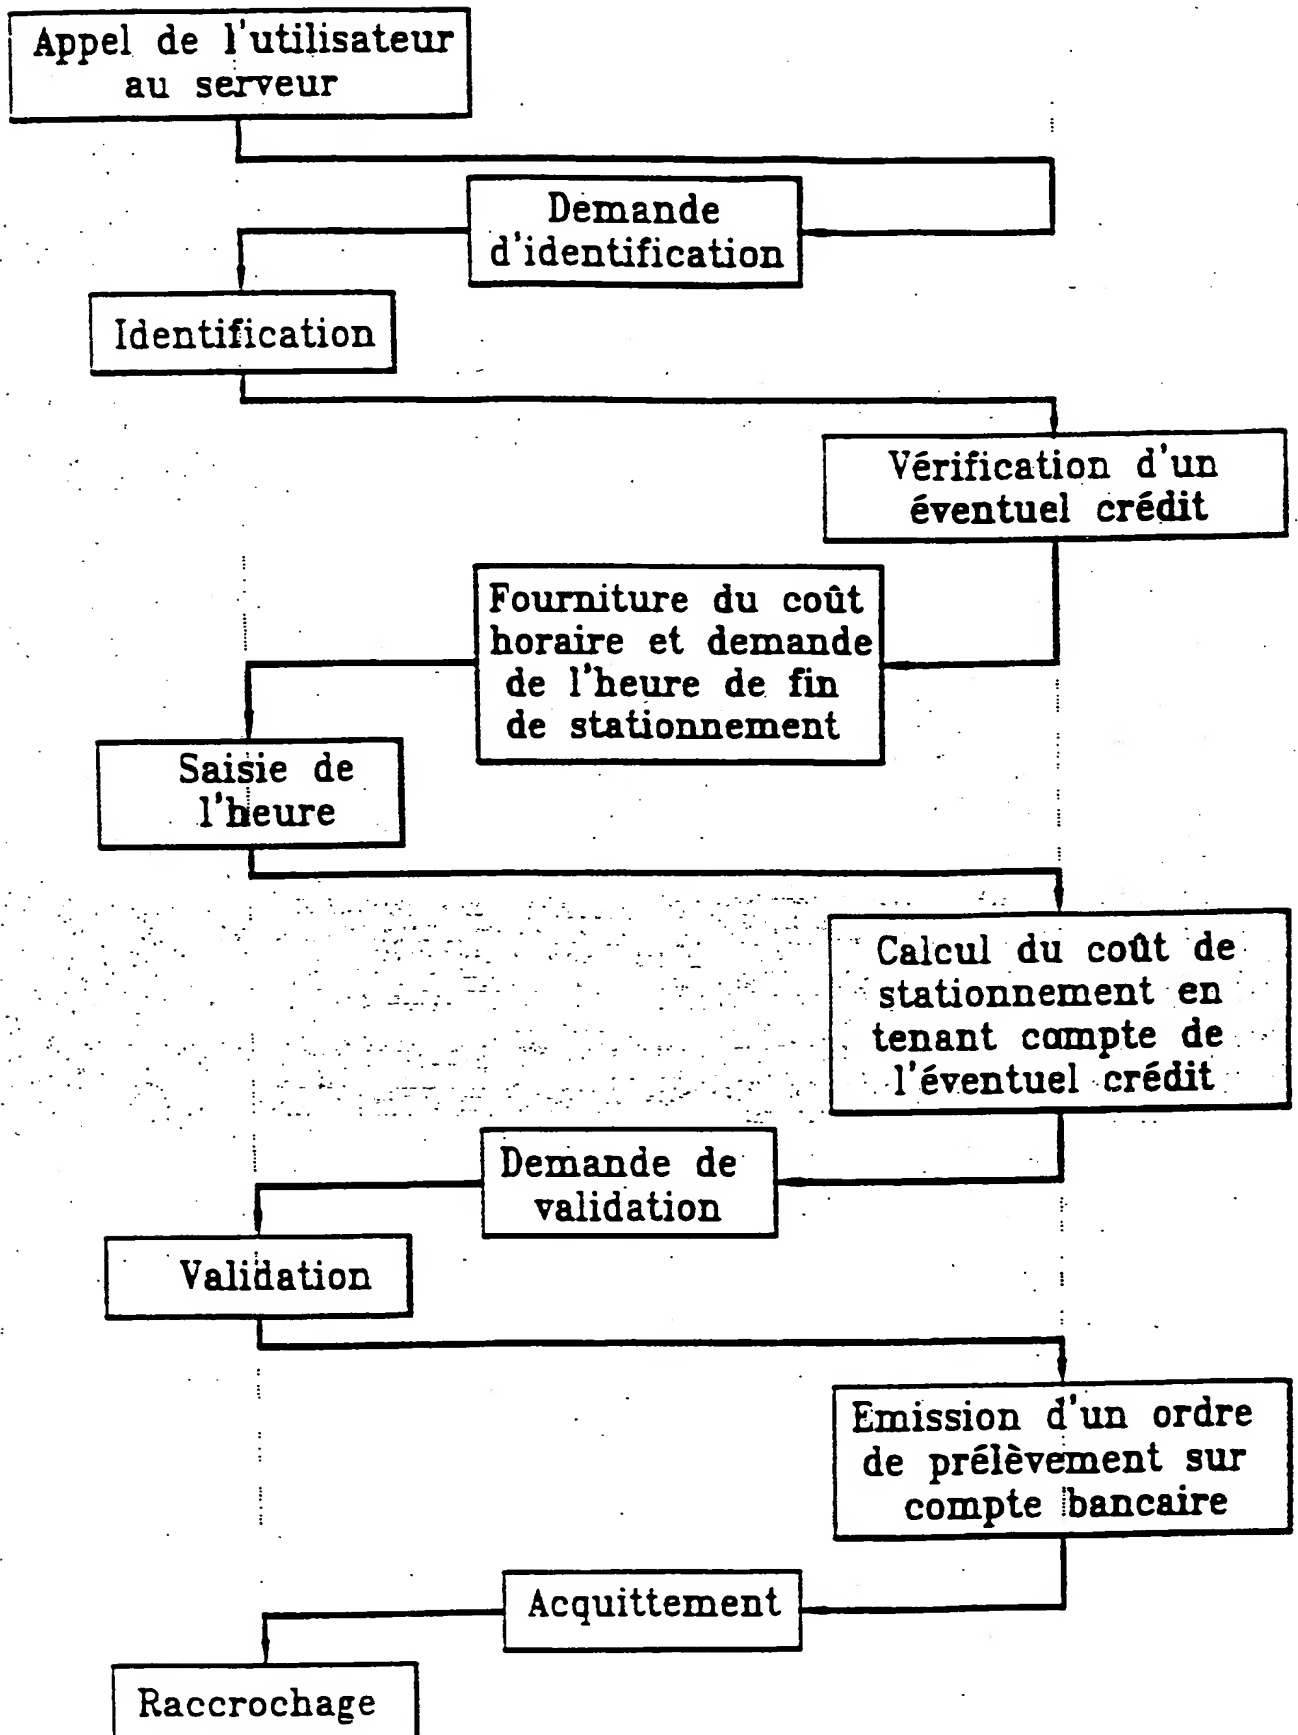 Appel de l'utilisateur
au serveur
Demande
d'identification
Identification
Vérification d'un
éventuel crédit
Fourniture du coût
horaire et demande
de l'heure de fin
de stationnement
Saisie de
l'heure
Calcul du coût de
stationnement en
tenant compte de
l'éventuel crédit
Demande de
validation
Validation
Emission d'un ordre
de prélèvement sur
compte bancaire
Acquittement
Raccrochage